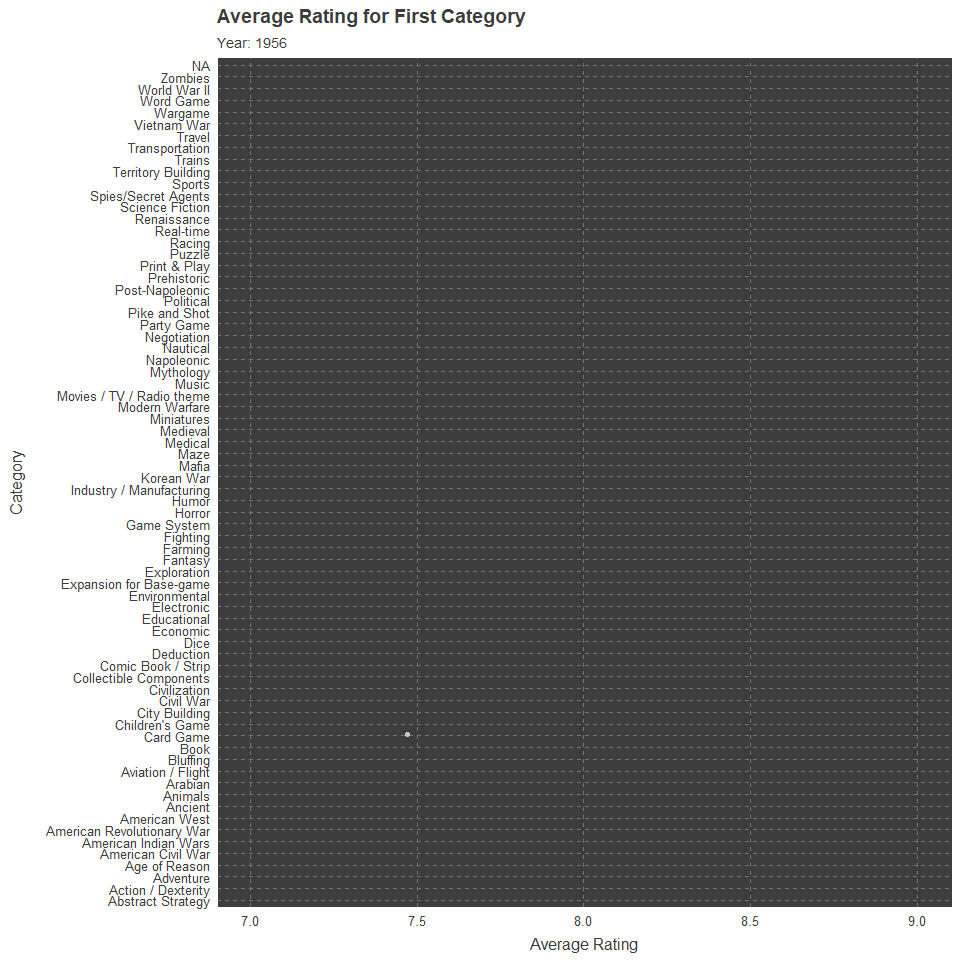 Average Rating for First Category
Year: 1956
NA
Zombies
World War II
Word Game
Wargame
Vietnam War
Travel
Transportation
Trains
Territory Building
Sports
Spies/Secret Agents
Science Fiction
Renaissance
Real-time
Racing
Puzzle
Print & Play
Prehistoric
Post-Napoleonic
Political
Pike and Shot
Party Game
Negotiation
Nautical
Napoleonic
Mythology
Music
Movies / TV / Radio theme
Modern Warfare
Miniatures
Medieval
Medical
Maze
Mafia
Korean War
Industry / Manufacturing
Humor
Horror
Game System
Fighting
Farming
Fantasy
Exploration
Expansion for Base-game
Environmental
Electronic
Educational
Economic
Dice
Deduction
Comic Book / Strip
Collectible Components
Civilization
Civil War
City Building
Children's Game
Card Game
Book
Bluffing
Aviation / Flight
Arabian
Animals
Ancient
American West
American Revolutionary War
American Indian Wars
American Civil War
Age of Reason
Adventure
Action / Dexterity
Abstract Strategy
Category
7.0 7.5 8.0 8.5 9.0
Average Rating